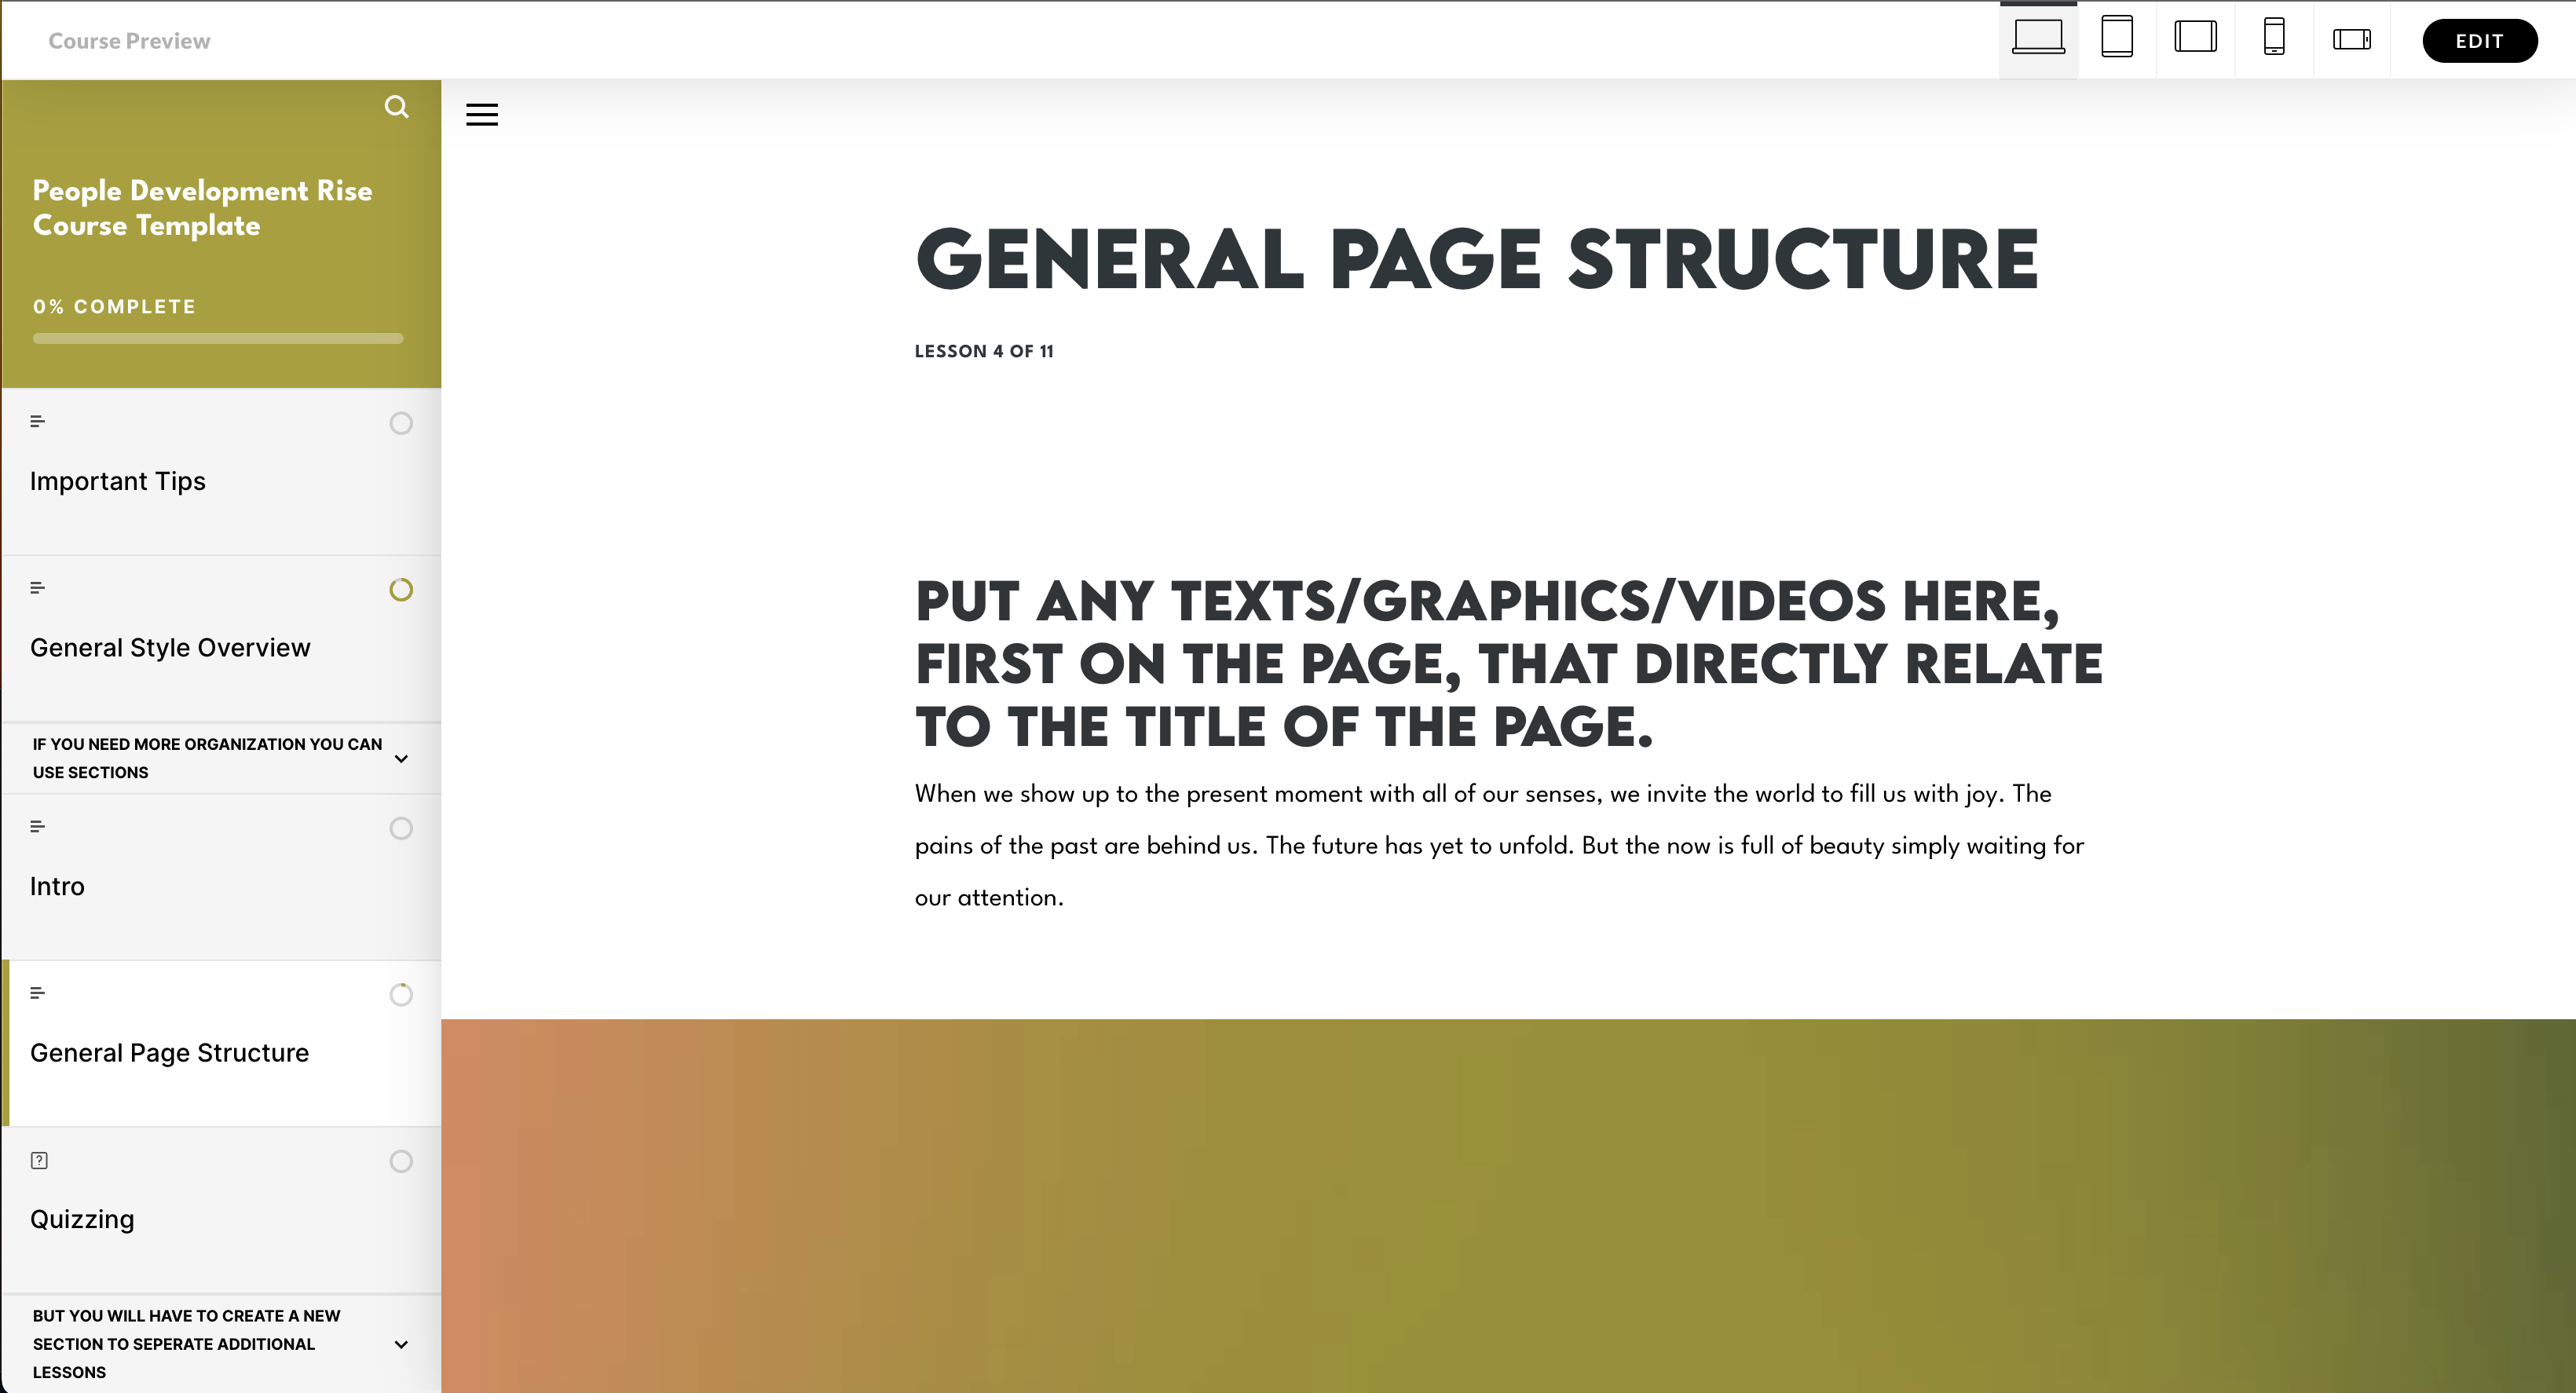 Course Preview
EDIT
People Development Rise
Course Template
0% COMPLETE
Important Tips
General Style Overview
IF YOU NEED MORE ORGANIZATION YOU CAN
USE SECTIONS
Intro
General Page Structure
?
Quizzing
BUT YOU WILL HAVE TO CREATE A NEW
SECTION TO SEPERATE ADDITIONAL
LESSONS
GENERAL PAGE STRUCTURE
LESSON 4 OF 11
PUT ANY TEXTS/GRAPHICS/VIDEOS HERE,
FIRST ON THE PAGE, THAT DIRECTLY RELATE
TO THE TITLE OF THE PAGE.
When we show up to the present moment with all of our senses, we invite the world to fill us with joy. The
pains of the past are behind us. The future has yet to unfold. But the now is full of beauty simply waiting for
our attention.